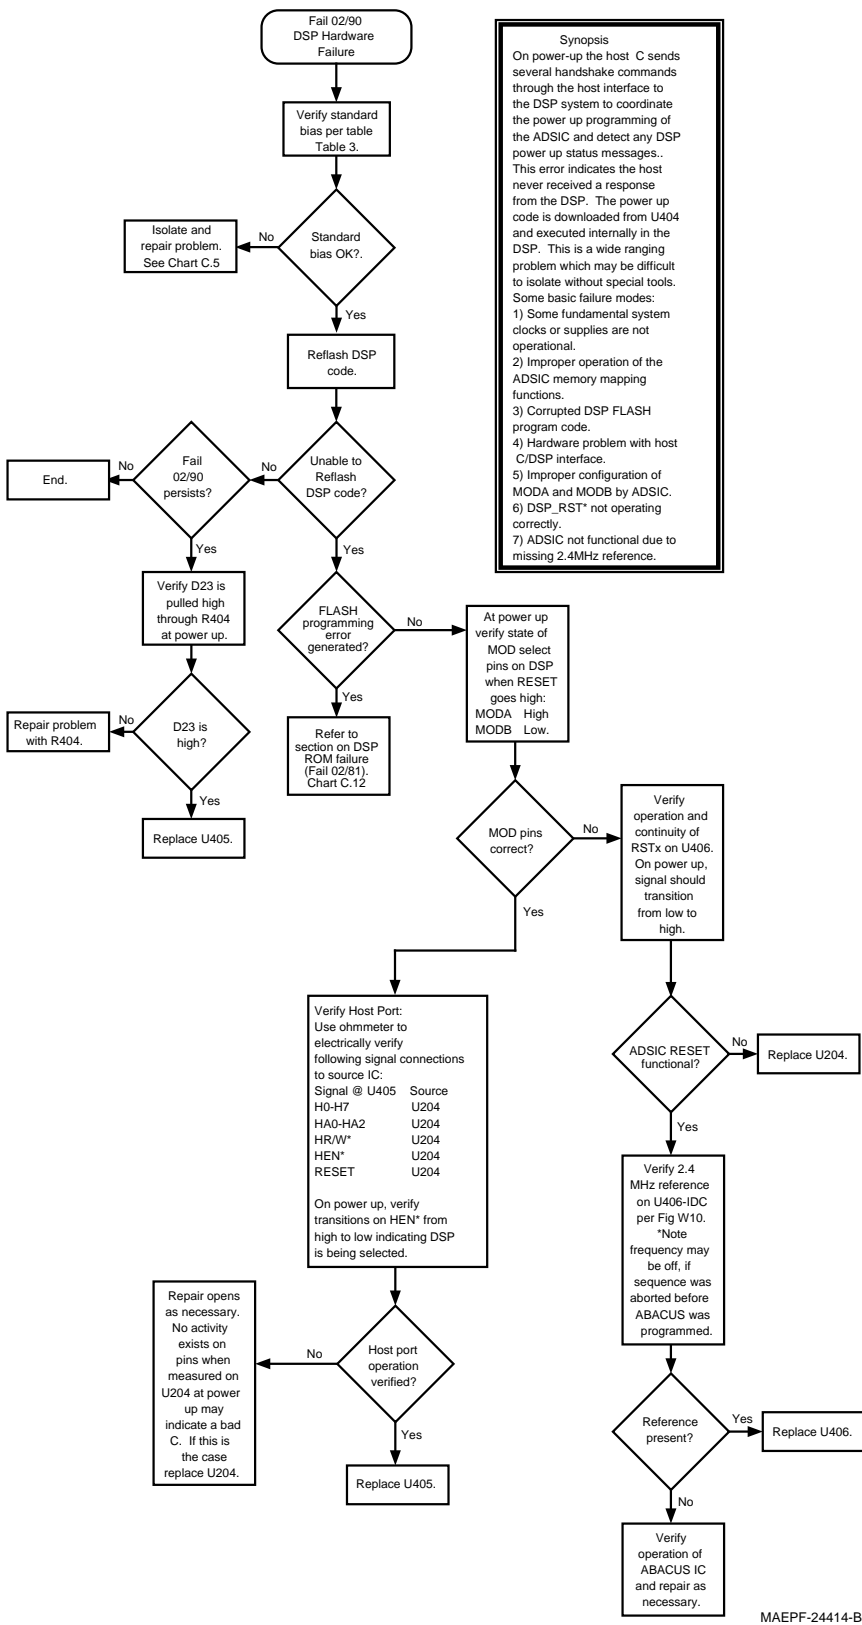 Fail 02/90
DSP Hardware
Failure
Verify standard
bias per table
Table 3.
Standard
bias OK?.
No
Isolate and
repair problem.
See Chart C.5
Yes
Reflash DSP
code.
Unable to
Reflash
DSP code?
No
Fail
02/90
persists?
No
End.
Yes
Verify D23 is
pulled high
through R404
at power up.
D23 is
high?
No
Repair problem
with R404.
Yes
Replace U405.
Yes
FLASH
programming
error
generated?
Yes
Refer to
section on DSP
ROM failure
(Fail 02/81).
Chart C.12
No
At power up
verify state of
MOD select
pins on DSP
when RESET
goes high:
MODA High
MODB Low.
MOD pins
correct?
No
Verify
operation and
continuity of
RSTx on U406.
On power up,
signal should
transition
from low to
high.
ADSIC RESET
functional?
No
Replace U204.
Yes
Verify 2.4
MHz reference
on U406-IDC
per Fig W10.
*Note
frequency may
be off, if
sequence was
aborted before
ABACUS was
programmed.
Reference
present?
Yes
Replace U406.
No
Verify
operation of
ABACUS IC
and repair as
necessary.
Yes
Verify Host Port:
Use ohmmeter to
electrically verify
following signal connections
to source IC:
Signal @ U405 Source
H0-H7 U204
HA0-HA2 U204
HR/W* U204
HEN* U204
RESET U204
On power up, verify
transitions on HEN* from
high to low indicating DSP
is being selected.
Host port
operation
verified?
No
Repair opens
as necessary.
No activity
exists on
pins when
measured on
U204 at power
up may
indicate a bad
C. If this is
the case
replace U204.
Yes
Replace U405.
Synopsis
On power-up the host C sends
several handshake commands
through the host interface to
the DSP system to coordinate
the power up programming of
the ADSIC and detect any DSP
power up status messages..
This error indicates the host
never received a response
from the DSP. The power up
code is downloaded from U404
and executed internally in the
DSP. This is a wide ranging
problem which may be difficult
to isolate without special tools.
Some basic failure modes:
1) Some fundamental system
clocks or supplies are not
operational.
2) Improper operation of the
ADSIC memory mapping
functions.
3) Corrupted DSP FLASH
program code.
4) Hardware problem with host
C/DSP interface.
5) Improper configuration of
MODA and MODB by ADSIC.
6) DSP_RST* not operating
correctly.
7) ADSIC not functional due to
missing 2.4MHz reference.
MAEPF-24414-B